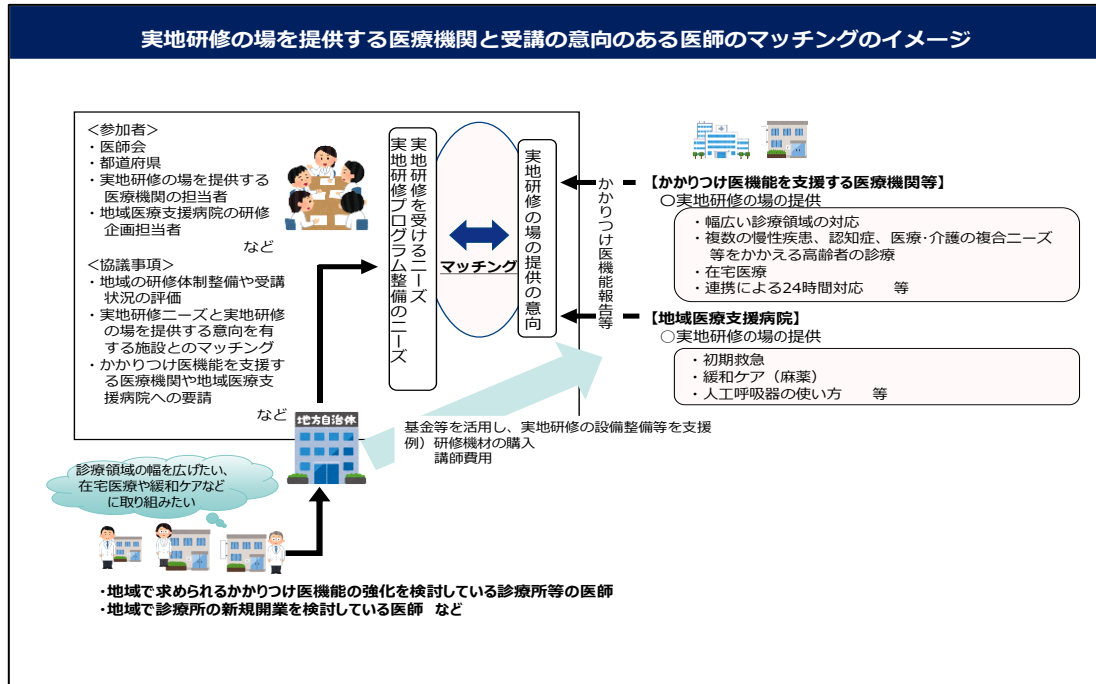 実地研修の場を提供する医療機関と受講の意向のある医師のマッチングのイメージ
<参加者>
・医師会
・都道府県
・実地研修の場を提供する
医療機関の担当者
・地域医療支援病院の研修
企画担当者
など
<協議事項>
・地域の研修体制整備や受講
状況の評価
・実地研修ニーズと実地研修
の場を提供する意向を有
する施設とのマッチング
・かかりつけ医機能を支援す
る医療機関や地域医療支
援病院への要請
など
実地研修を受けるニーズ
実地研修プログラム整備のニーズ
マッチング
実地研修の場の提供の意向
かかりつけ医機能報告等
【かかりつけ医機能を支援する医療機関等】
〇実地研修の場の提供
・幅広い診療領域の対応
・複数の慢性疾患、認知症、医療・介護の複合ニーズ
等をかかえる高齢者の診療
・在宅医療
・連携による24時間対応 等
【地域医療支援病院】
○実地研修の場の提供
・初期救急
・緩和ケア（麻薬）
・人工呼吸器の使い方 等
地方自治体
基金等を活用し、実地研修の設備整備等を支援
例）研修機材の購入
講師費用
診療領域の幅を広げたい、
在宅医療や緩和ケアなど
に取り組みたい
・地域で求められるかかりつけ医機能の強化を検討している診療所等の医師
・地域で診療所の新規開業を検討している医師 など